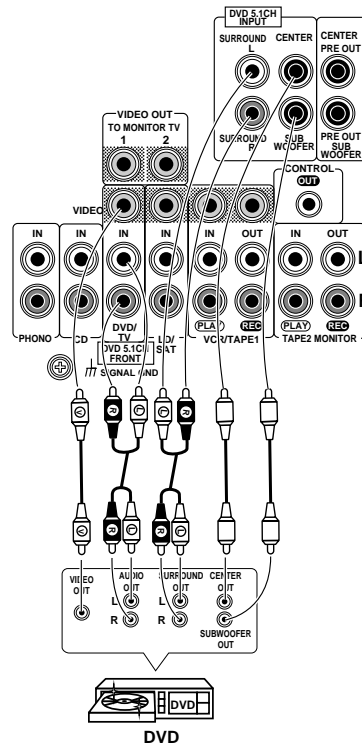 DVD 5.1CH
INPUT
SURROUND
L
CENTER
CENTER
PRE OUT
SURROUND
R
SUB
WOOFER
PRE OUT
SUB
WOOFER
VIDEO OUT
TO MONITOR TV
1 2
CONTROL
OUT
VIDEO
IN IN IN IN IN OUT IN OUT
L
PHONO
CD
DVD/
TV
LD/
SAT
PLAY
VCR/TAPE1
REC
PLAY
TAPE2 MONITOR
REC
DVD 5.1CH
FRONT
SIGNAL GND
V R L L R
V R L R L
VIDEO
OUT
AUDIO
OUT
SURROUND
OUT
CENTER
OUT
L L
R R
SUBWOOFER
OUT
DVD
DVD